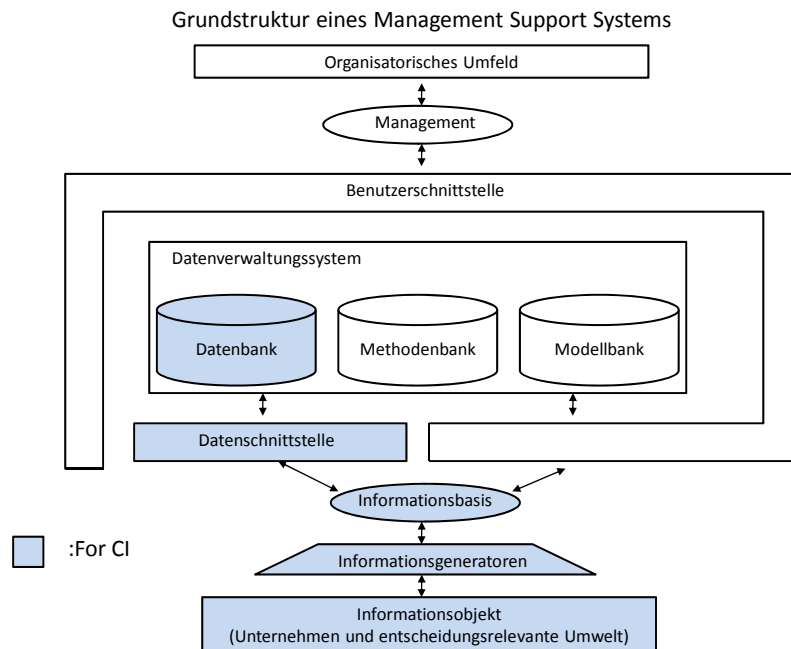 Grundstruktur eines Management Support Systems
Organisatorisches Umfeld
Management
Benutzerschnittstelle
Datenverwaltungssystem
Datenbank
Methodenbank
Modellbank
Datenschnittstelle
Informationsbasis
:For CI
Informationsgeneratoren
Informationsobjekt
(Unternehmen und entscheidungsrelevante Umwelt)